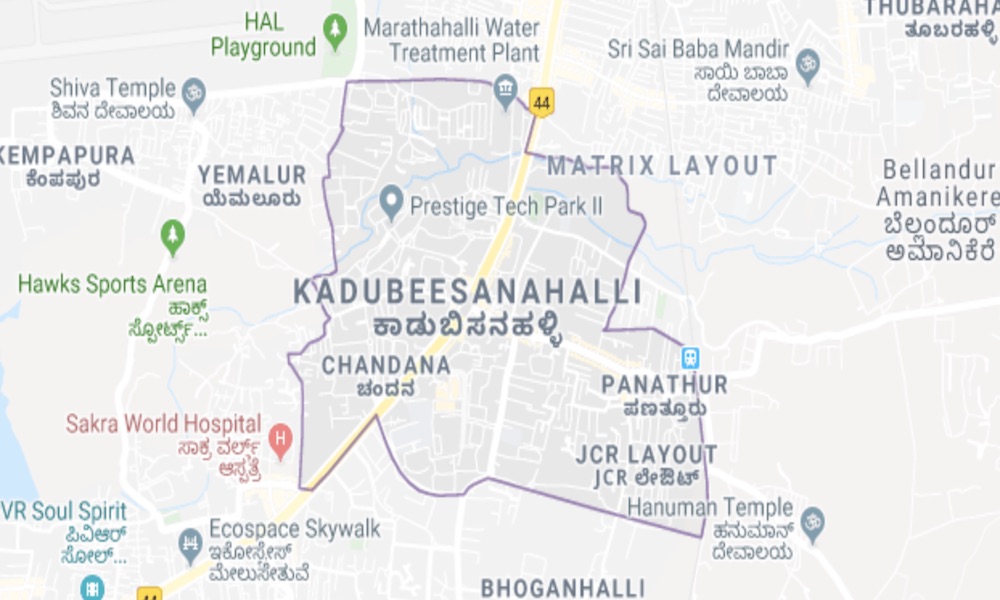 HAL
Playground
Marathahalli Water
Treatment Plant
THUBARAHA
ತೂಬರಹಳ್ಳಿ
Sri Sai Baba Mandir
ಸಾಯಿ ಬಾಬಾ
ದೇವಾಲಯ
44
Shiva Temple
ಶಿವನ ದೇವಾಲಯ
KEMPAPURA
ಕೆಂಪಪುರ
YEMALUR
ಯೆಮಲೂರು
MATRIX LAYOUT
Bellandur
Amanikere
ಬೆಳ್ಲಂದೂರ್
ಅಮಾನಿಕೆರೆ
Prestige Tech Park II
Hawks Sports Arena
ಹಾಕ್ಸ್
ಸ್ಪೋರ್ಟ್ಸ್...
KADUBEESANAHALLI
ಕಾಡುಬಿಸನಹಳ್ಳಿ
CHANDANA
ಚಂದನ
PANATHUR
ಪಣತ್ತೂರು
Sakra World Hospital
ಸಾಕ್ರ ವರ್ಲ್ಡ್
ಆಸ್ಪತ್ರೆ
H
JCR LAYOUT
JCR ಲೇಔಟ್
Hanuman Temple
ಹನುಮಾನ್
ದೇವಾಲಯ
VR Soul Spirit
ಪಿವಿಆರ್
ಸೋಲ್...
Ecospace Skywalk
ಇಕೋಸ್ಪೇಸ್
ಮೇಲುಸೇತುವೆ
BHOGANHALLI
44